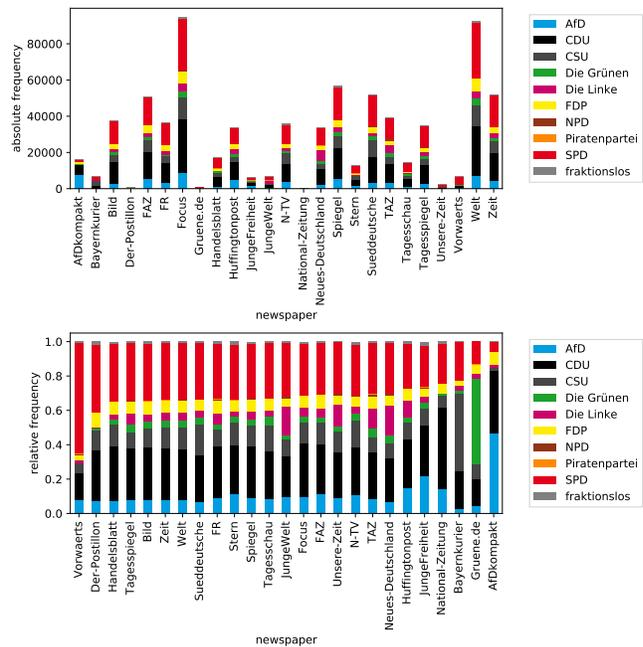 80000
60000
40000
20000
0
absolute frequency
AfDkompakt
Bayernkurier
Bild
Der-Postillon
FAZ
FR
Focus
Gruene.de
Handelsblatt
Huffingtonpost
JungeFreiheit
JungeWelt
N-TV
National-Zeitung
Neues-Deutschland
Spiegel
Stern
Sueddeutsche
TAZ
Tagesschau
Tagesspiegel
Unsere-Zeit
Vorwaerts
Welt
Zeit
newspaper
AfD
CDU
CSU
Die Grünen
Die Linke
FDP
NPD
Piratenpartei
SPD
fraktionslos
1.0
0.8
0.6
0.4
0.2
0.0
relative frequency
Vorwaerts
Der-Postillon
Handelsblatt
Tagesspiegel
Bild
Zeit
Welt
Sueddeutsche
FR
Stern
Spiegel
Tagesschau
JungeWelt
Focus
FAZ
Unsere-Zeit
N-TV
TAZ
Neues-Deutschland
Huffingtonpost
JungeFreiheit
National-Zeitung
Bayernkurier
Gruene.de
AfDkompakt
newspaper
AfD
CDU
CSU
Die Grünen
Die Linke
FDP
NPD
Piratenpartei
SPD
fraktionslos